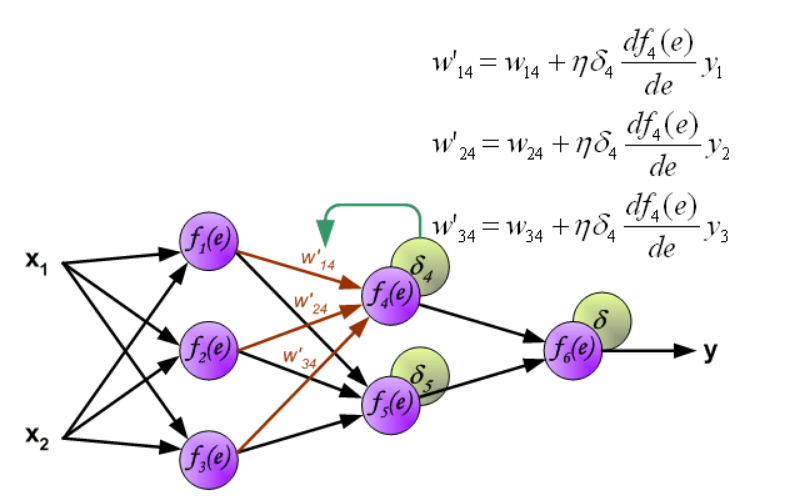 w'₁₄ = w₁₄ + ηδ₄ df₄(e)/de y₁
w'₂₄ = w₂₄ + ηδ₄ df₄(e)/de y₂
w'₃₄ = w₃₄ + ηδ₄ df₄(e)/de y₃
x₁
x₂
f₁(e)
f₂(e)
f₃(e)
w'₁₄
w'₂₄
w'₃₄
δ₄
f₄(e)
δ₅
f₅(e)
δ
f₆(e)
y